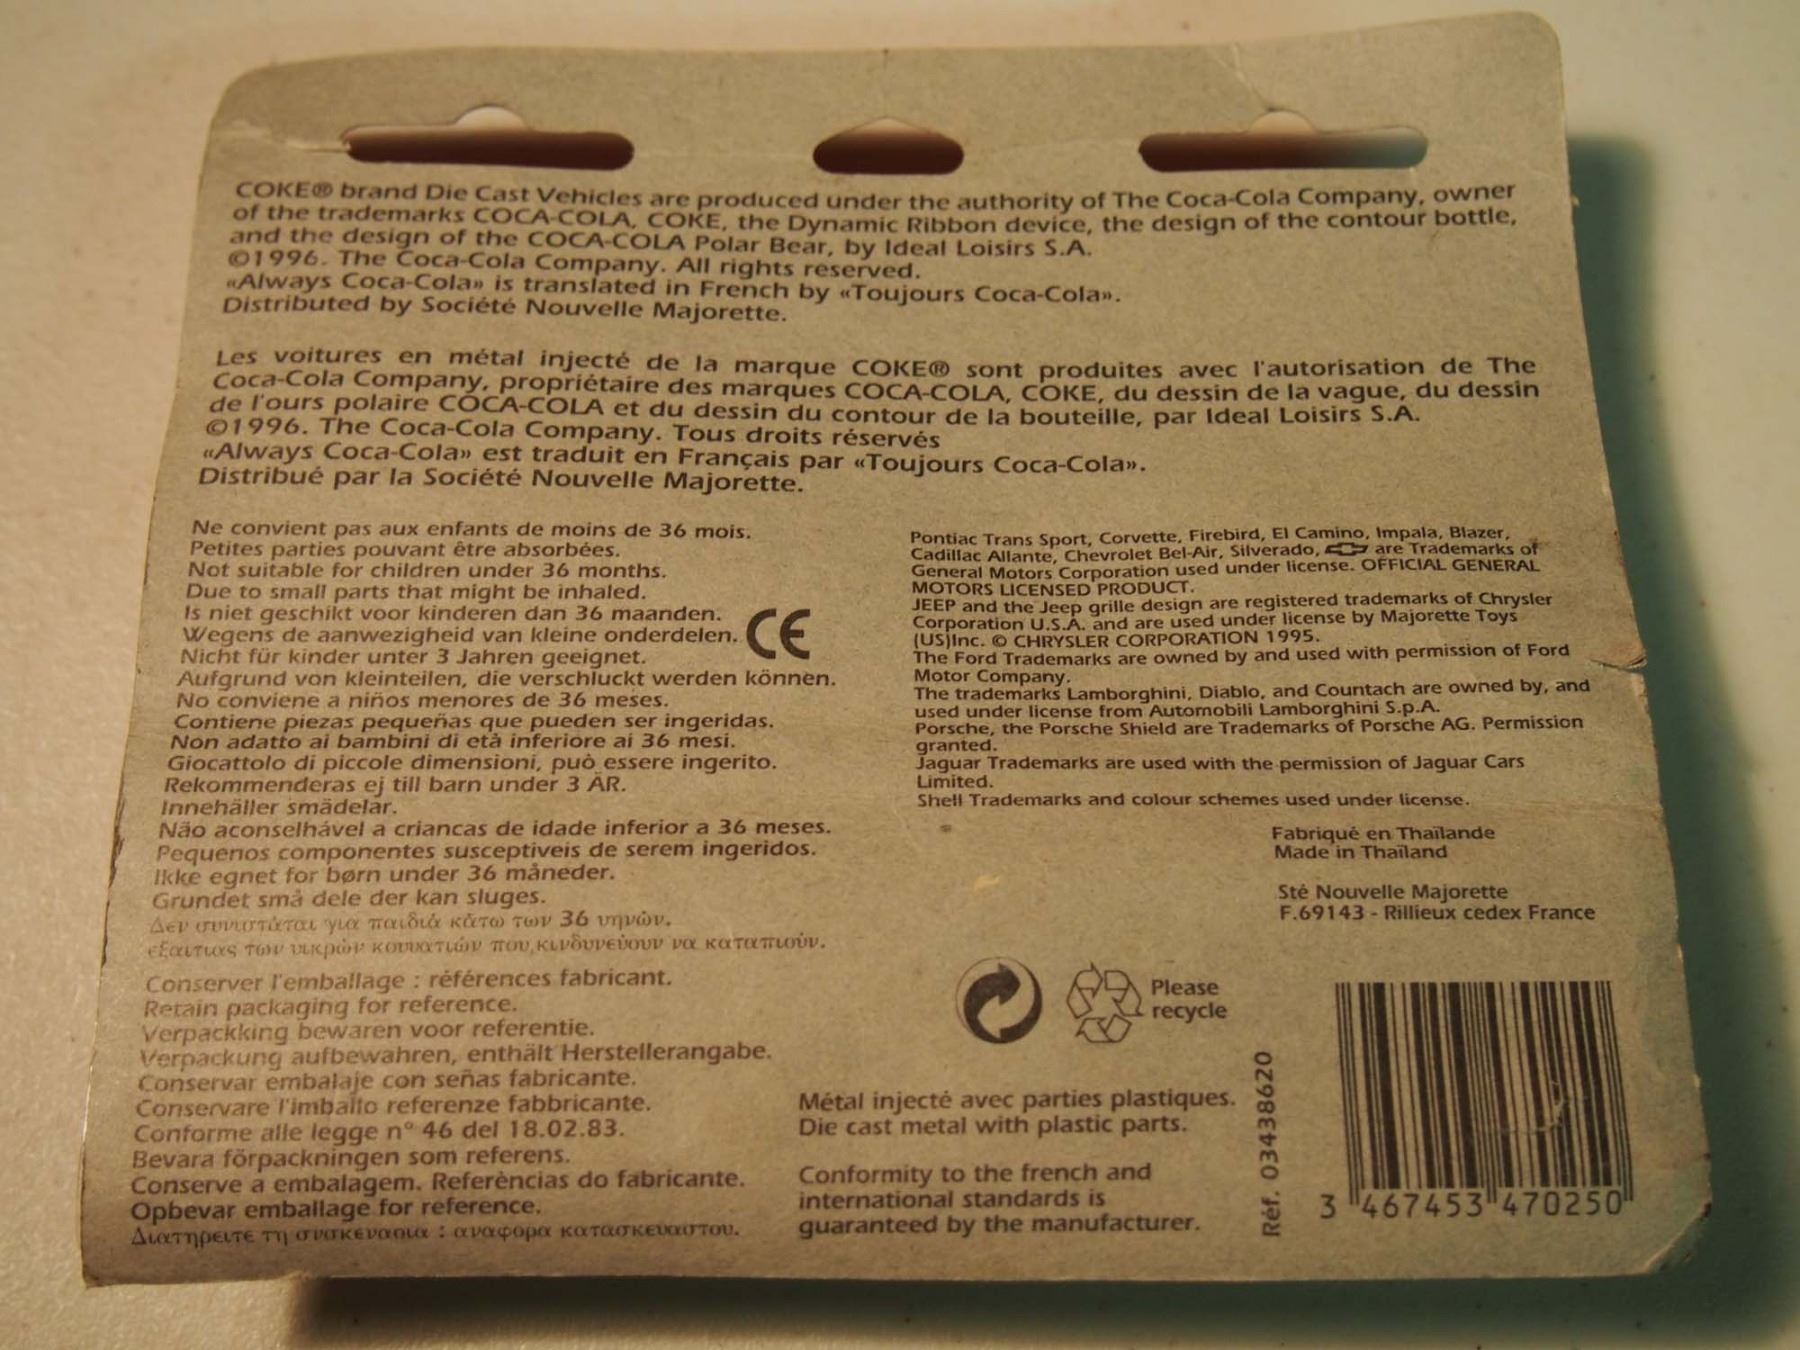 COKE® brand Die Cast Vehicles are produced under the authority of The Coca-Cola Company, owner
of the trademarks COCA-COLA, COKE, the Dynamic Ribbon device, the design of the contour bottle,
and the design of the COCA-COLA Polar Bear, by Ideal Loisirs S.A.
©1996. The Coca-Cola Company. All rights reserved.
«Always Coca-Cola» is translated in French by «Toujours Coca-Cola».
Distributed by Société Nouvelle Majorette.
Les voitures en métal injecté de la marque COKE® sont produites avec l'autorisation de The
Coca-Cola Company, propriétaire des marques COCA-COLA, COKE, du dessin de la vague, du dessin
de l'ours polaire COCA-COLA et du dessin du contour de la bouteille, par Ideal Loisirs S.A.
©1996. The Coca-Cola Company. Tous droits réservés
«Always Coca-Cola» est traduit en Français par «Toujours Coca-Cola».
Distribué par la Société Nouvelle Majorette.
Ne convient pas aux enfants de moins de 36 mois.
Petites parties pouvant être absorbées.
Not suitable for children under 36 months.
Due to small parts that might be inhaled.
Is niet geschikt voor kinderen dan 36 maanden.
Wegens de aanwezigheid van kleine onderdelen.
CE
Nicht für kinder unter 3 Jahren geeignet.
Aufgrund von kleinteilen, die verschluckt werden können.
No conviene a niños menores de 36 meses.
Contiene piezas pequeñas que pueden ser ingeridas.
Non adatto ai bambini di età inferiore ai 36 mesi.
Giocattolo di piccole dimensioni, può essere ingerito.
Rekommenderas ej till barn under 3 ÅR.
Innehäller smädelar.
Não aconselhável a criancas de idade inferior a 36 meses.
Pequenos componentes susceptiveis de serem ingeridos.
Ikke egnet for børn under 36 måneder.
Grundet små dele der kan sluges.
Δεν συνιστάται για παιδιά κάτω των 36 υηνών.
εξαιτιας των υικρών κουυατιών που κινδυνεύουν να καταπιούν.
Conserver l'emballage : références fabricant.
Retain packaging for reference.
Verpackking bewaren voor referentie.
Verpackung aufbewahren, enthält Herstellerangabe.
Conservar embalaje con señas fabricante.
Conservare l'imballo referenze fabbricante.
Conforme alle legge n° 46 del 18.02.83.
Bevara förpackningen som referens.
Conserve a embalagem. Referèncias do fabricante.
Opbevar emballage for reference.
Διατηρειτε τη συσκευασια : αναφορα κατασκευαστου.
Pontiac Trans Sport, Corvette, Firebird, El Camino, Impala, Blazer,
Cadillac Allante, Chevrolet Bel-Air, Silverado, are Trademarks of
General Motors Corporation used under license. OFFICIAL GENERAL
MOTORS LICENSED PRODUCT.
JEEP and the Jeep grille design are registered trademarks of Chrysler
Corporation U.S.A. and are used under license by Majorette Toys
(US)Inc. © CHRYSLER CORPORATION 1995.
The Ford Trademarks are owned by and used with permission of Ford
Motor Company.
The trademarks Lamborghini, Diablo, and Countach are owned by, and
used under license from Automobili Lamborghini S.p.A.
Porsche, the Porsche Shield are Trademarks of Porsche AG. Permission
granted.
Jaguar Trademarks are used with the permission of Jaguar Cars
Limited.
Shell Trademarks and colour schemes used under license.
Fabriqué en Thaïlande
Made in Thaïland
Sté Nouvelle Majorette
F.69143 - Rillieux cedex France
Please
recycle
Métal injecté avec parties plastiques.
Die cast metal with plastic parts.
Conformity to the french and
international standards is
guaranteed by the manufacturer.
Réf. 03438620
3 467453 470250